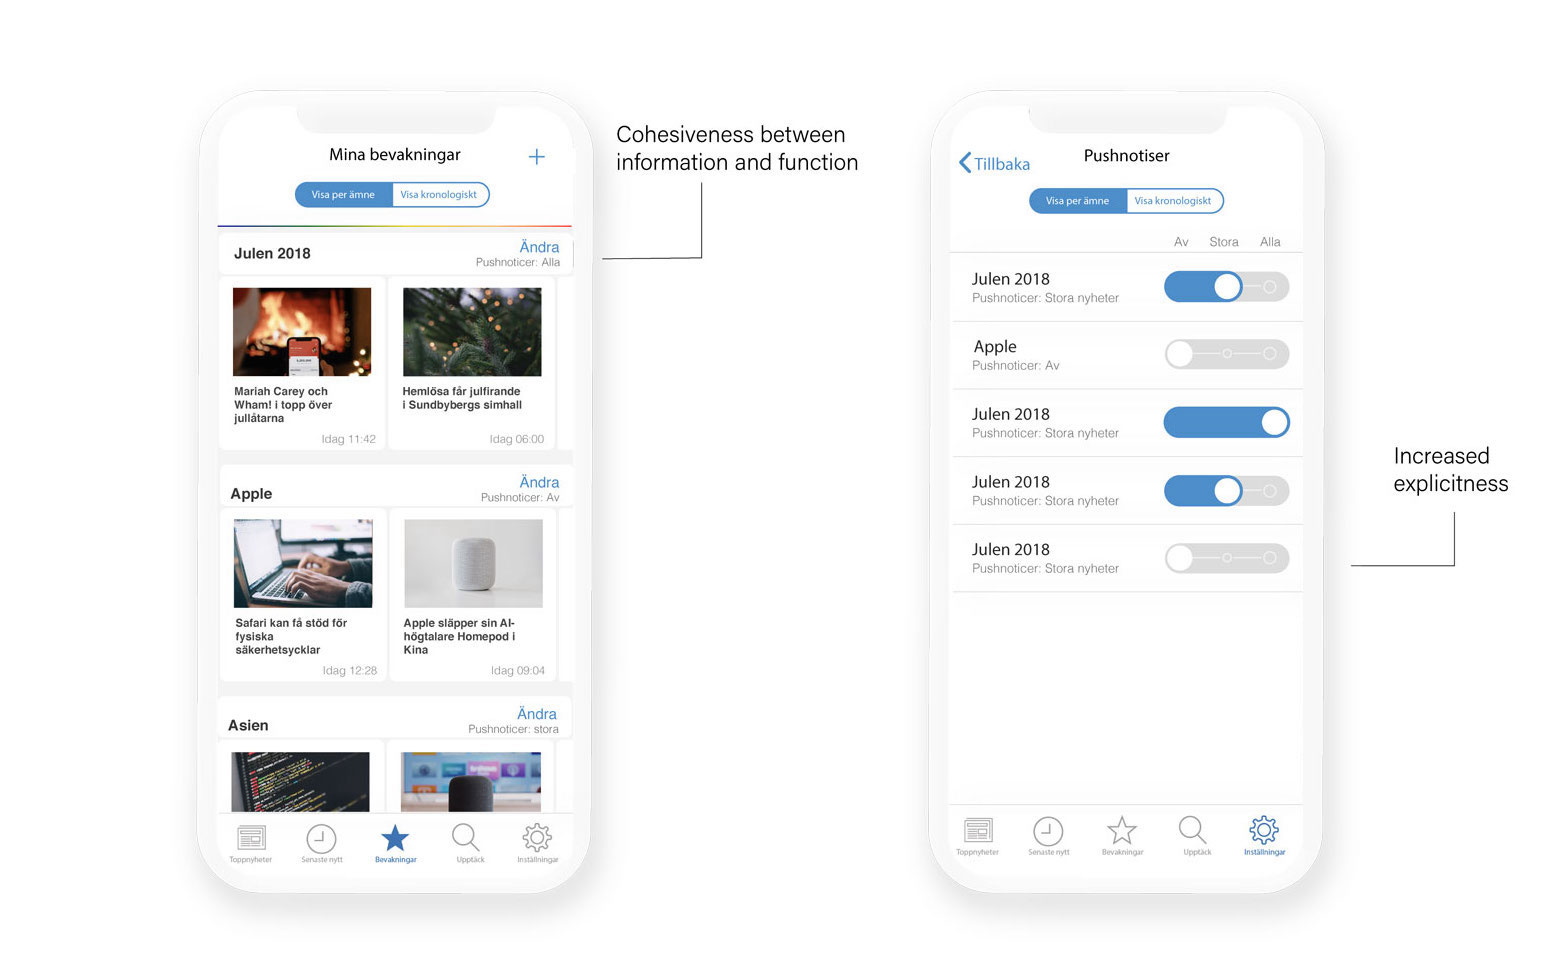 Mina bevakningar
Visa per ämne
Visa kronologiskt
Julen 2018
Ändra
Pushnoticer: Alla
Mariah Carey och
Wham! i topp över
jullåtarna
Idag 11:42
Hemlösa får julfirande
i Sundbybergs simhall
Idag 06:00
Apple
Ändra
Pushnoticer: Av
Safari kan få stöd för
fysiska
säkerhetsycklar
Idag 12:28
Apple släpper sin AI-
högtalare Homepod i
Kina
Idag 09:04
Asien
Ändra
Pushnoticer: stora
Toppnyheter
Senaste nytt
Bevakningar
Upptäck
Inställningar
Cohesiveness between
information and function
Tillbaka
Pushnotiser
Visa per ämne
Visa kronologiskt
Av
Stora
Alla
Julen 2018
Pushnoticer: Stora nyheter
Apple
Pushnoticer: Av
Julen 2018
Pushnoticer: Stora nyheter
Julen 2018
Pushnoticer: Stora nyheter
Julen 2018
Pushnoticer: Stora nyheter
Toppnyheter
Senaste nytt
Bevakningar
Upptäck
Inställningar
Increased
explicitness